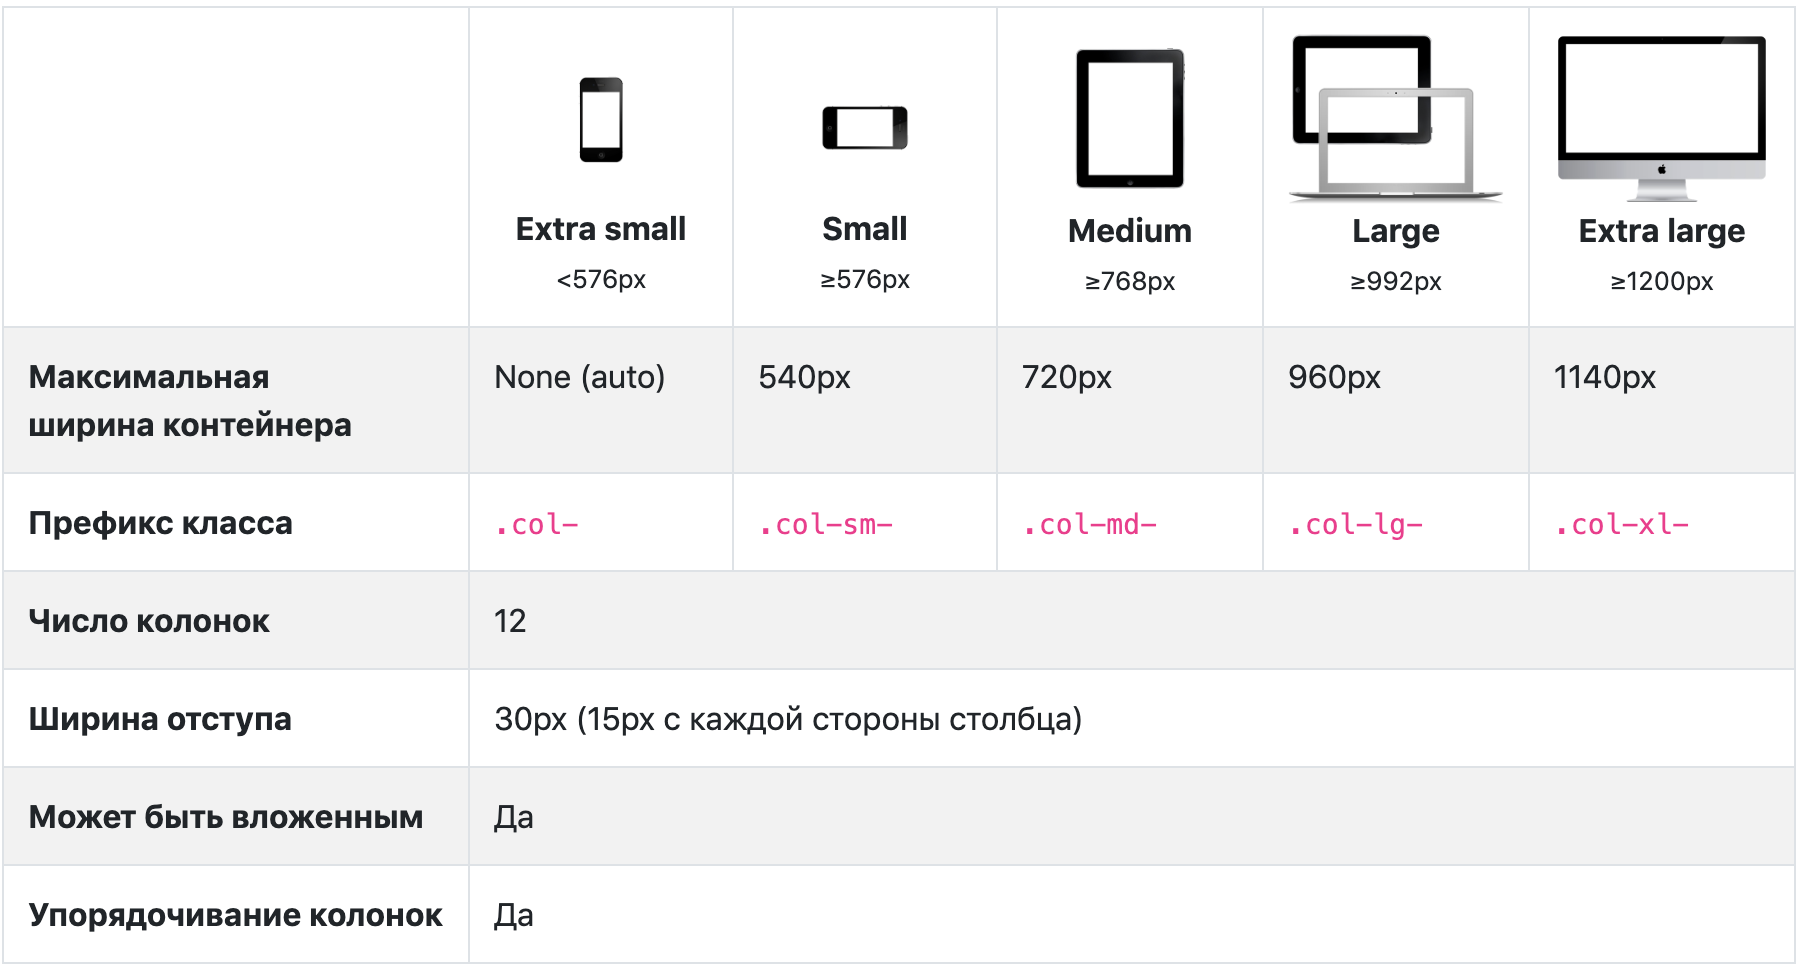 Extra small
Small
Medium
Large
Extra large
<576px
≥576px
≥768px
≥992px
≥1200px
Максимальная
ширина контейнера
None (auto)
540px
720px
960px
1140px
Префикс класса
.col-
.col-sm-
.col-md-
.col-lg-
.col-xl-
Число колонок
12
Ширина отступа
30px (15px с каждой стороны столбца)
Может быть вложенным
Да
Упорядочивание колонок
Да